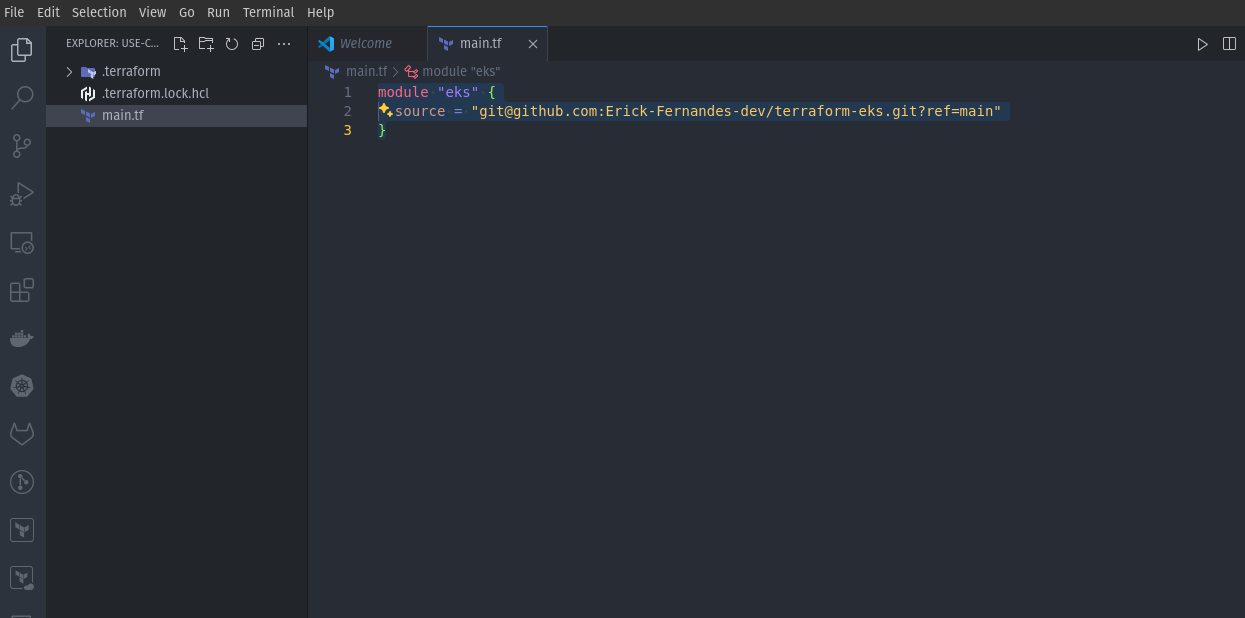 File Edit Selection View Go Run Terminal Help
EXPLORER: USE-C...
.terraform
.terraform.lock.hcl
main.tf
Welcome
main.tf
main.tf > module "eks"
1 module "eks" {
2 source = "git@github.com:Erick-Fernandes-dev/terraform-eks.git?ref=main"
3 }